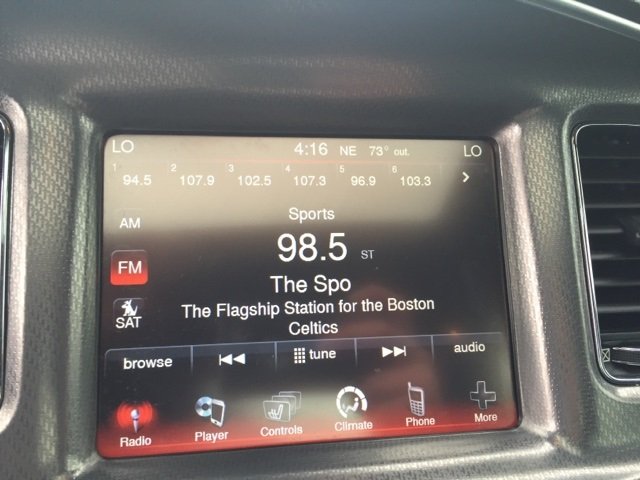 LO 4:16 NE 73° out. LO
1 94.5 2 107.9 3 102.5 4 107.3 5 96.9 6 103.3 >
Sports
AM
98.5 ST
FM
The Spo
The Flagship Station for the Boston
Celtics
SAT
browse tune audio
Radio Player Controls Climate Phone More